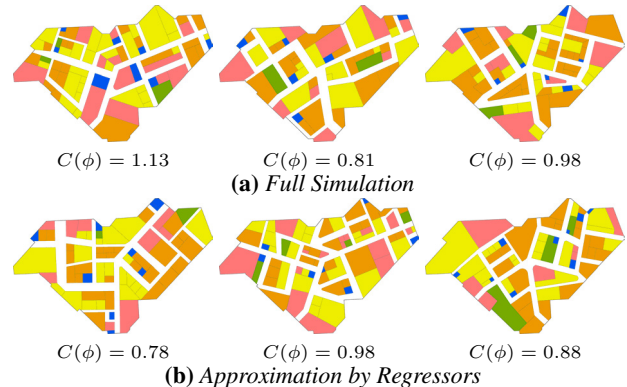 C(ϕ) = 1.13 C(ϕ) = 0.81 C(ϕ) = 0.98
(a) Full Simulation
C(ϕ) = 0.78 C(ϕ) = 0.98 C(ϕ) = 0.88
(b) Approximation by Regressors